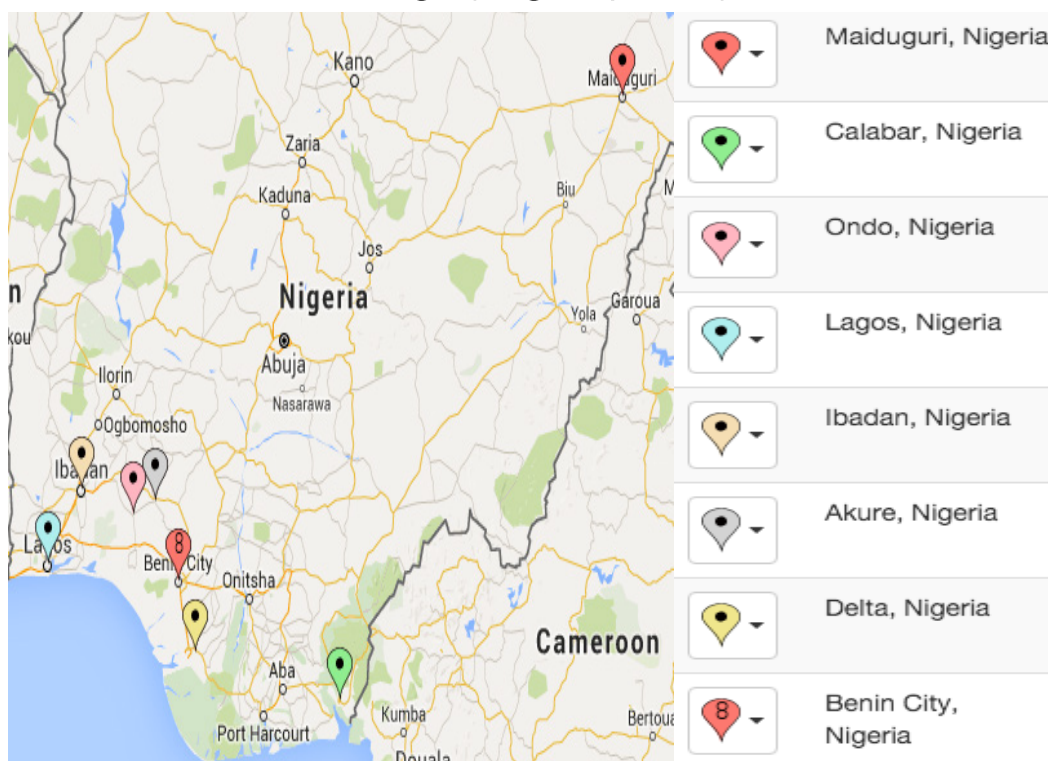 Kano
Maiduguri
Zaria
Kaduna
Biu
Jos
Nigeria
Garoua
Yola
Abuja
Nasarawa
Ilorin
Ogbomosho
Ibadan
Lagos
8
Benin City
Onitsha
Cameroon
Aba
Kumba
Port Harcourt
Douala
Maiduguri, Nigeria
Calabar, Nigeria
Ondo, Nigeria
Lagos, Nigeria
Ibadan, Nigeria
Akure, Nigeria
Delta, Nigeria
8
Benin City,
Nigeria